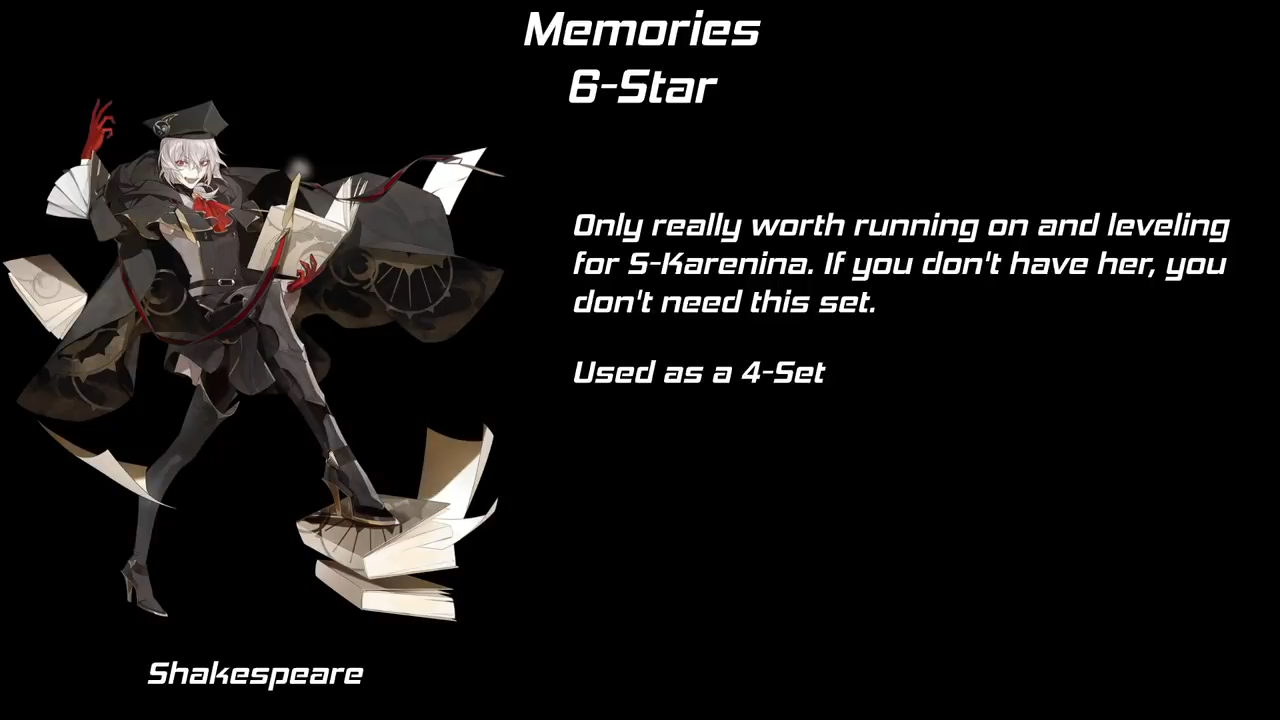 Memories
6-Star
Only really worth running on and leveling
for S-Karenina. If you don't have her, you
don't need this set.
Used as a 4-Set
Shakespeare